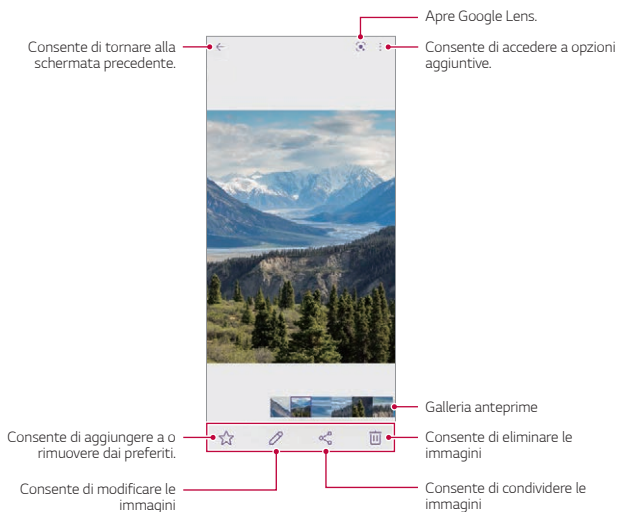 Apre Google Lens.
Consente di tornare alla
schermata precedente.
Consente di accedere a opzioni
aggiuntive.
Galleria anteprime
Consente di aggiungere a o
rimuovere dai preferiti.
Consente di eliminare le
immagini
Consente di modificare le
immagini
Consente di condividere le
immagini